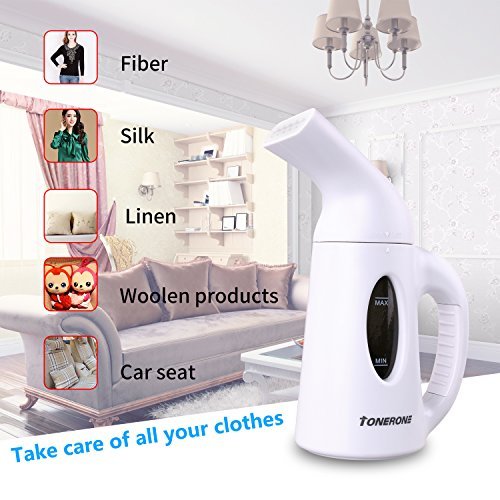 Fiber
Silk
Linen
Woolen products
Car seat
MAX
MIN
TONERONE
Take care of all your clothes